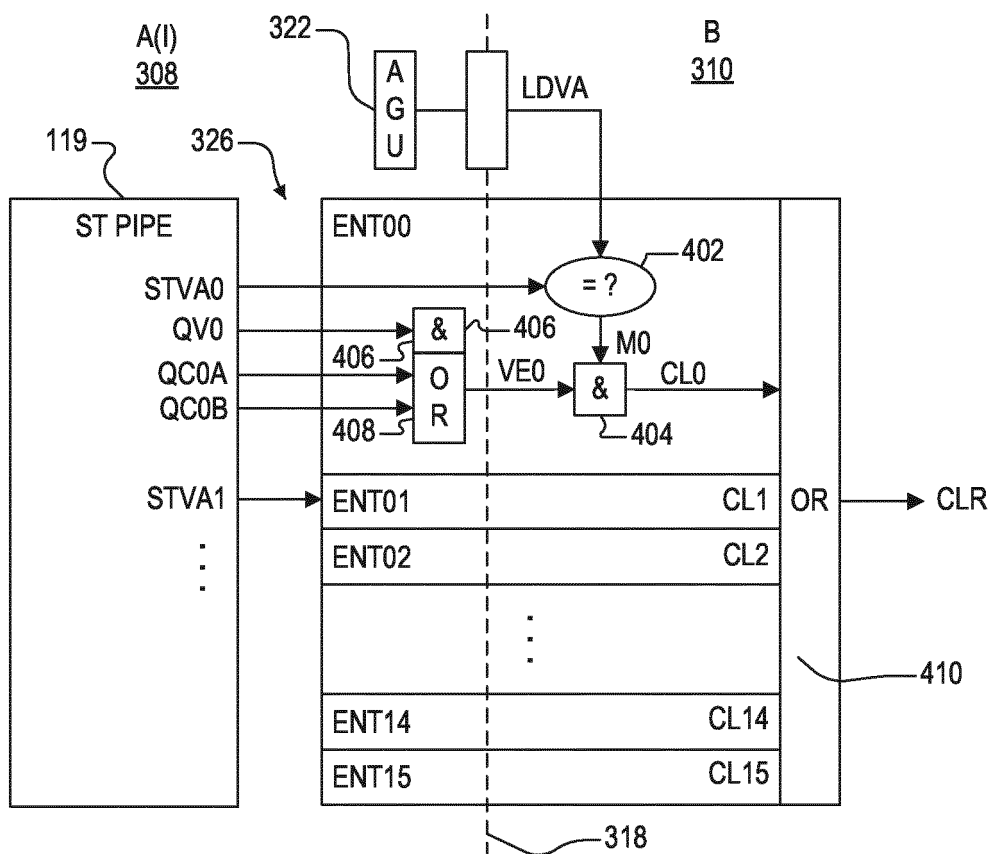 A(I)
308
322
A
G
U
LDVA
B
310
119
326
ST PIPE
ENT00
STVA0
= ?
402
QV0
&
406
406
M0
QC0A
O
R
VE0
&
CL0
QC0B
408
404
STVA1
ENT01
CL1
OR
CLR
ENT02
CL2
410
ENT14
CL14
ENT15
CL15
318